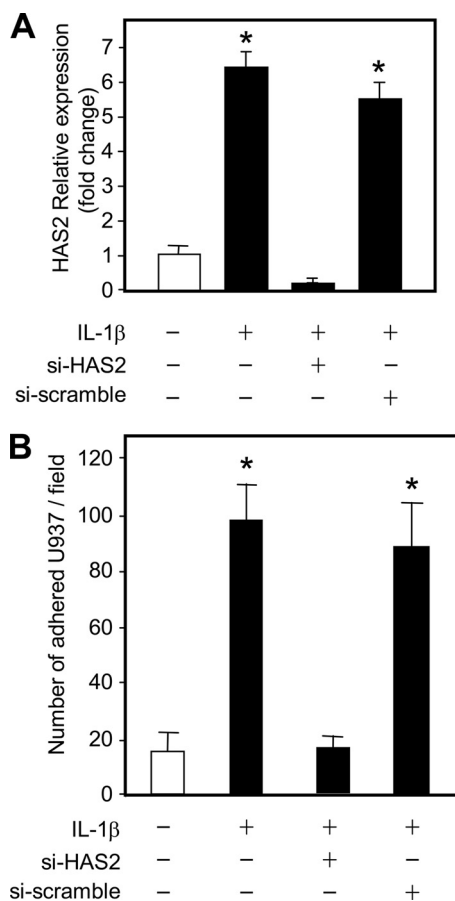 A
HAS2 Relative expression
(fold change)
7
6
5
4
3
2
1
0
* *
IL-1β − + + +
si-HAS2 − − + −
si-scramble − − − +
B
Number of adhered U937 / field
120
100
80
60
40
20
0
* *
IL-1β − + + +
si-HAS2 − − + −
si-scramble − − − +